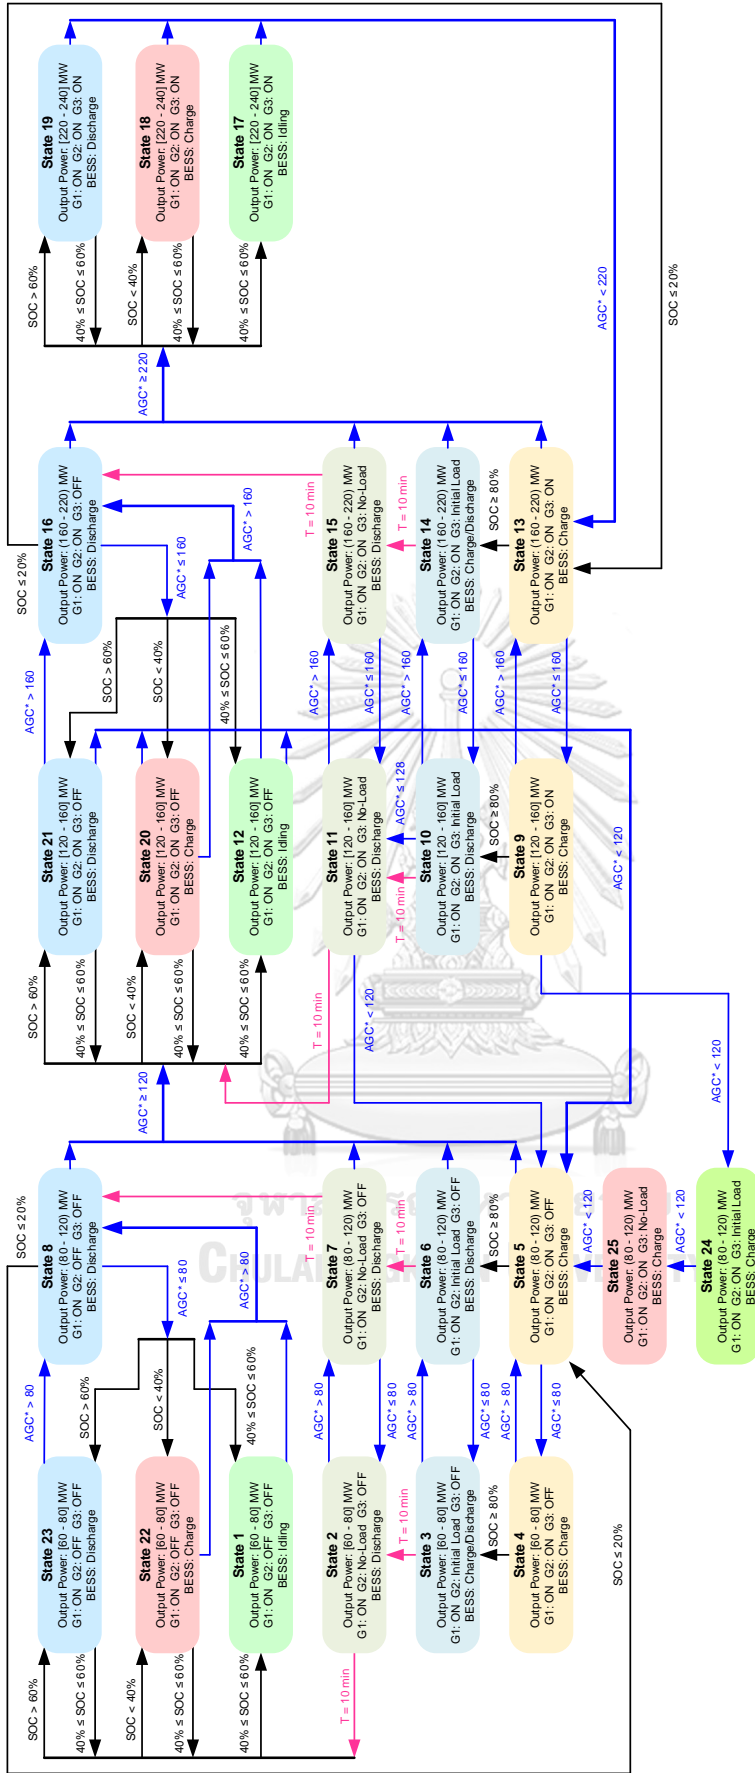 SOC ≤ 20%
SOC ≤ 20%
SOC > 60%
State 23
Output Power: [60 - 80] MW
G1: ON G2: OFF G3: OFF
BESS: Discharge
AGC* > 80
State 8
Output Power: (80 - 120) MW
G1: ON G2: OFF G3: OFF
BESS: Discharge
SOC > 60%
State 21
Output Power: [120 - 160] MW
G1: ON G2: ON G3: OFF
BESS: Discharge
AGC* > 160
State 16
Output Power: (160 - 220) MW
G1: ON G2: ON G3: OFF
BESS: Discharge
SOC > 60%
State 19
Output Power: [220 - 240] MW
G1: ON G2: ON G3: ON
BESS: Discharge
40% ≤ SOC ≤ 60%
SOC > 60%
AGC* ≤ 80
40% ≤ SOC ≤ 60%
SOC > 60%
AGC* ≤ 160
40% ≤ SOC ≤ 60%
SOC < 40%
State 22
Output Power: [60 - 80] MW
G1: ON G2: OFF G3: OFF
BESS: Charge
SOC < 40%
SOC < 40%
State 20
Output Power: [120 - 160] MW
G1: ON G2: ON G3: OFF
BESS: Charge
SOC < 40%
SOC < 40%
State 18
Output Power: [220 - 240] MW
G1: ON G2: ON G3: ON
BESS: Charge
40% ≤ SOC ≤ 60%
40% ≤ SOC ≤ 60%
40% ≤ SOC ≤ 60%
40% ≤ SOC ≤ 60%
State 1
Output Power: [60 - 80] MW
G1: ON G2: OFF G3: OFF
BESS: Idling
40% ≤ SOC ≤ 60%
AGC* > 80
AGC* ≥ 120
40% ≤ SOC ≤ 60%
State 12
Output Power: [120 - 160] MW
G1: ON G2: ON G3: OFF
BESS: Idling
40% ≤ SOC ≤ 60%
AGC* > 160
AGC* ≥ 220
40% ≤ SOC ≤ 60%
State 17
Output Power: [220 - 240] MW
G1: ON G2: ON G3: ON
BESS: Idling
T = 10 min
T = 10 min
T = 10 min
T = 10 min
State 2
Output Power: [60 - 80] MW
G1: ON G2: No-Load G3: OFF
BESS: Discharge
AGC* > 80
AGC* ≤ 80
State 7
Output Power: (80 - 120) MW
G1: ON G2: No-Load G3: OFF
BESS: Discharge
AGC* < 120
State 11
Output Power: [120 - 160] MW
G1: ON G2: ON G3: No-Load
BESS: Discharge
AGC* > 160
AGC* ≤ 160
State 15
Output Power: (160 - 220) MW
G1: ON G2: ON G3: No-Load
BESS: Discharge
T = 10 min
T = 10 min
T = 10 min
AGC* ≤ 128
T = 10 min
State 3
Output Power: [60 - 80] MW
G1: ON G2: Initial Load G3: OFF
BESS: Charge/Discharge
AGC* > 80
AGC* ≤ 80
State 6
Output Power: (80 - 120) MW
G1: ON G2: Initial Load G3: OFF
BESS: Discharge
State 10
Output Power: [120 - 160] MW
G1: ON G2: ON G3: Initial Load
BESS: Discharge
AGC* > 160
AGC* ≤ 160
State 14
Output Power: (160 - 220) MW
G1: ON G2: ON G3: Initial Load
BESS: Charge/Discharge
SOC ≥ 80%
SOC ≥ 80%
SOC ≥ 80%
SOC ≥ 80%
State 4
Output Power: [60 - 80] MW
G1: ON G2: ON G3: OFF
BESS: Charge
AGC* > 80
AGC* ≤ 80
State 5
Output Power: (80 - 120) MW
G1: ON G2: ON G3: OFF
BESS: Charge
State 9
Output Power: [120 - 160] MW
G1: ON G2: ON G3: ON
BESS: Charge
AGC* > 160
AGC* ≤ 160
State 13
Output Power: (160 - 220) MW
G1: ON G2: ON G3: ON
BESS: Charge
AGC* < 120
AGC* < 120
AGC* < 220
SOC ≤ 20%
State 25
Output Power: (80 - 120) MW
G1: ON G2: ON G3: No-Load
BESS: Charge
SOC ≤ 20%
AGC* < 120
AGC* < 120
State 24
Output Power: (80 - 120) MW
G1: ON G2: ON G3: Initial Load
BESS: Charge